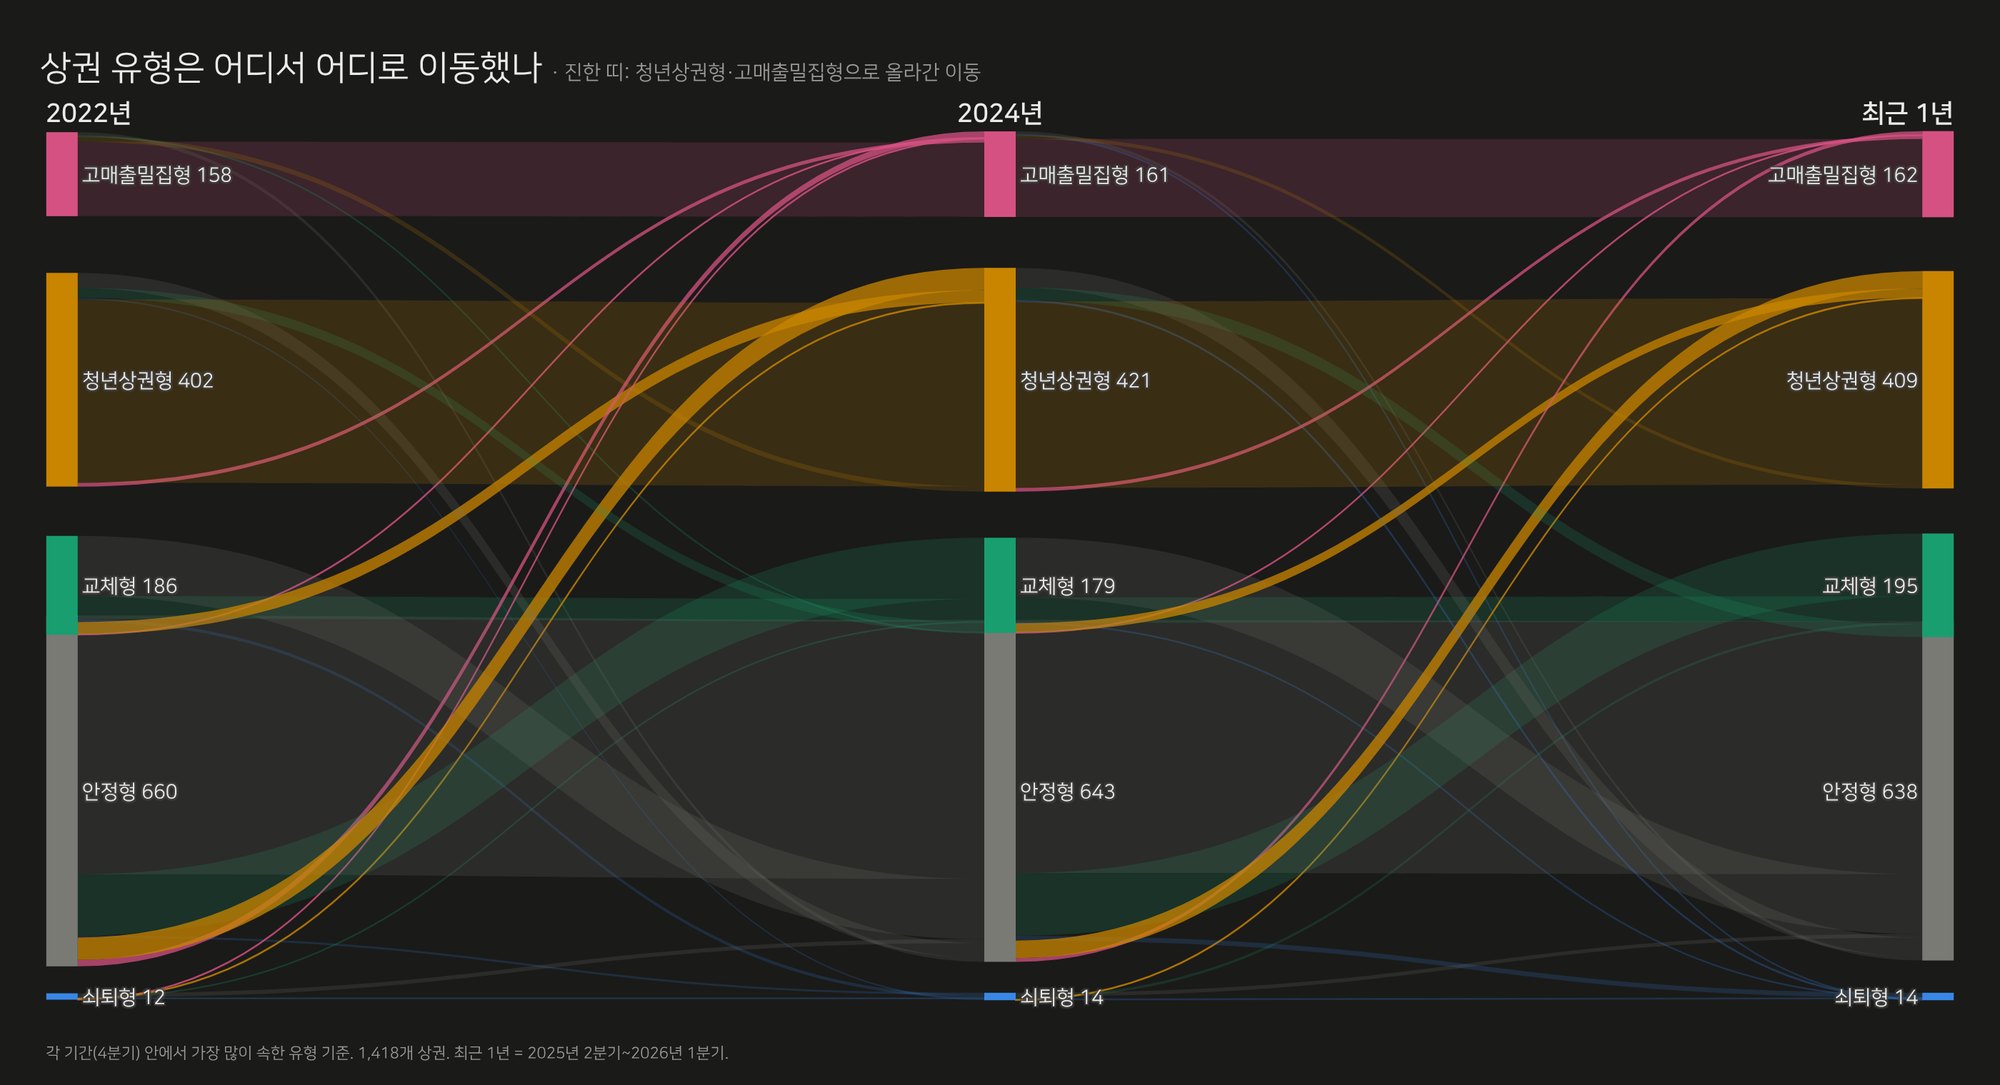 상권 유형은 어디서 어디로 이동했나 · 진한 띠: 청년상권형·고매출밀집형으로 올라간 이동
2022년 2024년 최근 1년
고매출밀집형 158 고매출밀집형 161 고매출밀집형 162
청년상권형 402 청년상권형 421 청년상권형 409
교체형 186 교체형 179 교체형 195
안정형 660 안정형 643 안정형 638
쇠퇴형 12 쇠퇴형 14 쇠퇴형 14
각 기간(4분기) 안에서 가장 많이 속한 유형 기준. 1,418개 상권. 최근 1년 = 2025년 2분기~2026년 1분기.